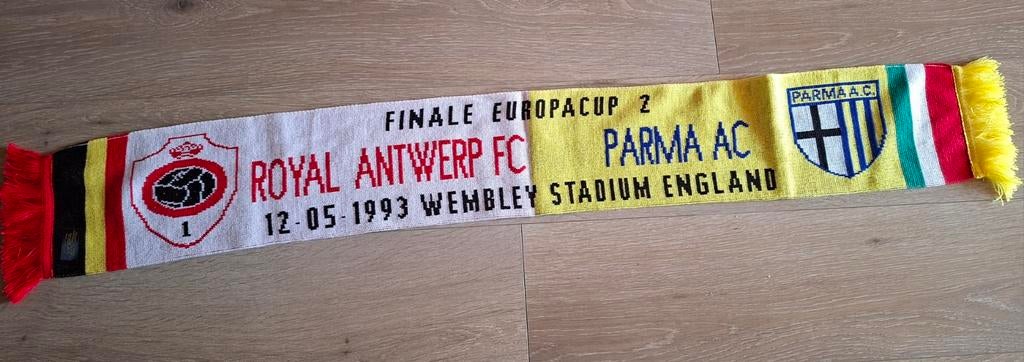 FINALE EUROPACUP 2
ROYAL ANTWERP FC PARMA AC
12-05-1993 WEMBLEY STADIUM ENGLAND
1
PARMA A.C.